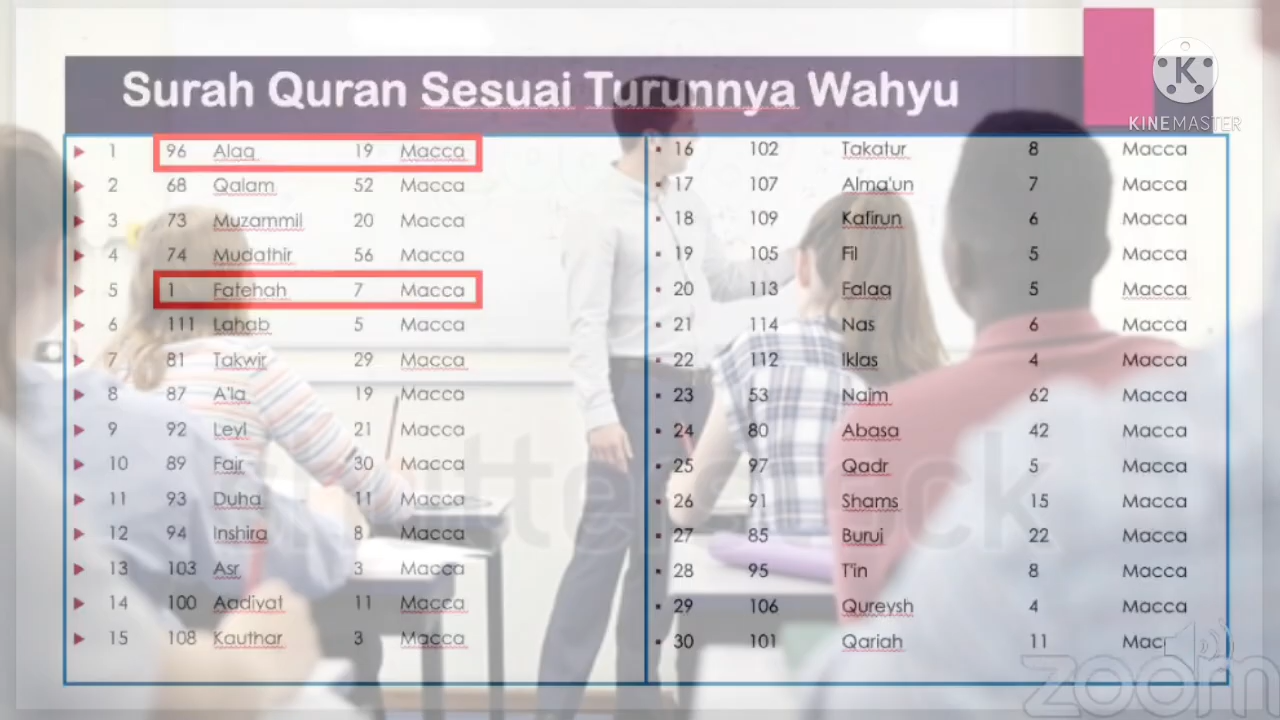 Surah Quran Sesuai Turunnya Wahyu
KINEMASTER
1 96 Alaq 19 Macca
2 68 Qalam 52 Macca
3 73 Muzammil 20 Macca
4 74 Mudathir 56 Macca
5 1 Fatehah 7 Macca
6 111 Lahab 5 Macca
7 81 Takwir 29 Macca
8 87 A'la 19 Macca
9 92 Leyl 21 Macca
10 89 Fajr 30 Macca
11 93 Duha 11 Macca
12 94 Inshira 8 Macca
13 103 Asr 3 Macca
14 100 Aadiyat 11 Macca
15 108 Kauthar 3 Macca
16 102 Takatur 8 Macca
17 107 Alma'un 7 Macca
18 109 Kafirun 6 Macca
19 105 Fil 5 Macca
20 113 Falaq 5 Macca
21 114 Nas 6 Macca
22 112 Iklas 4 Macca
23 53 Najm 62 Macca
24 80 Abasa 42 Macca
25 97 Qadr 5 Macca
26 91 Shams 15 Macca
27 85 Buruj 22 Macca
28 95 T'in 8 Macca
29 106 Qureysh 4 Macca
30 101 Qariah 11 Mac
zoom